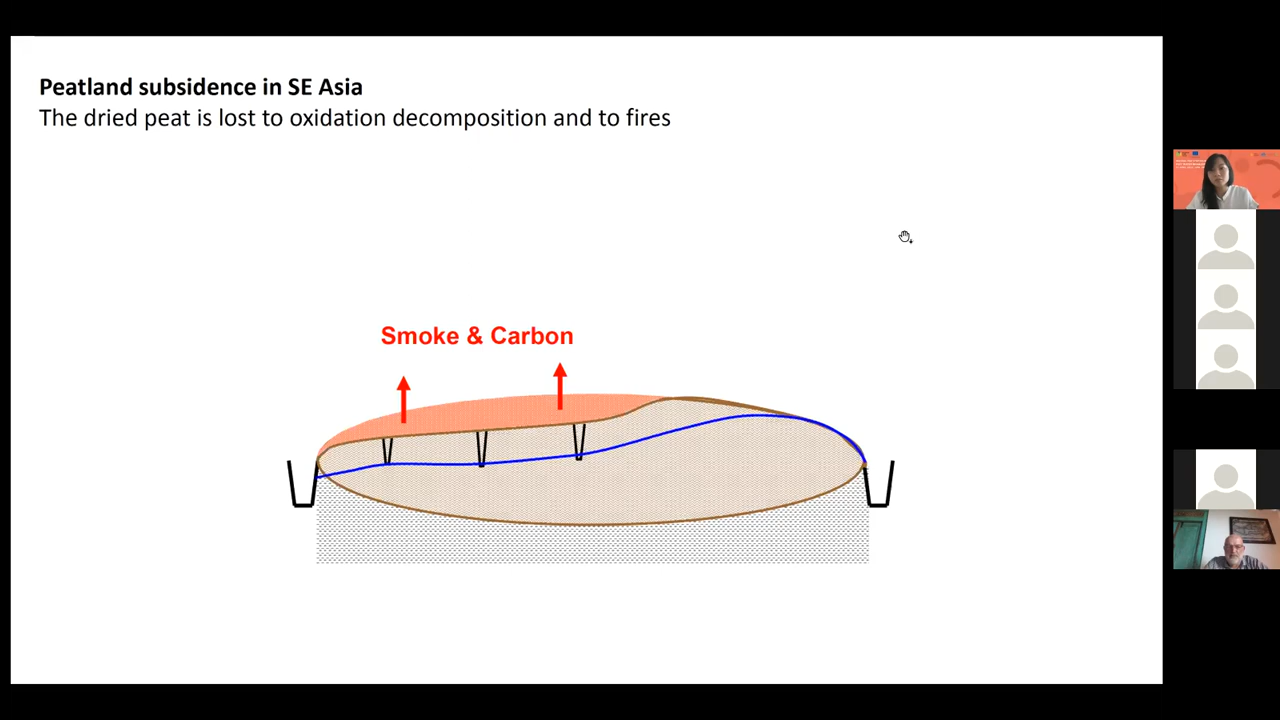 Peatland subsidence in SE Asia
The dried peat is lost to oxidation decomposition and to fires
Smoke & Carbon